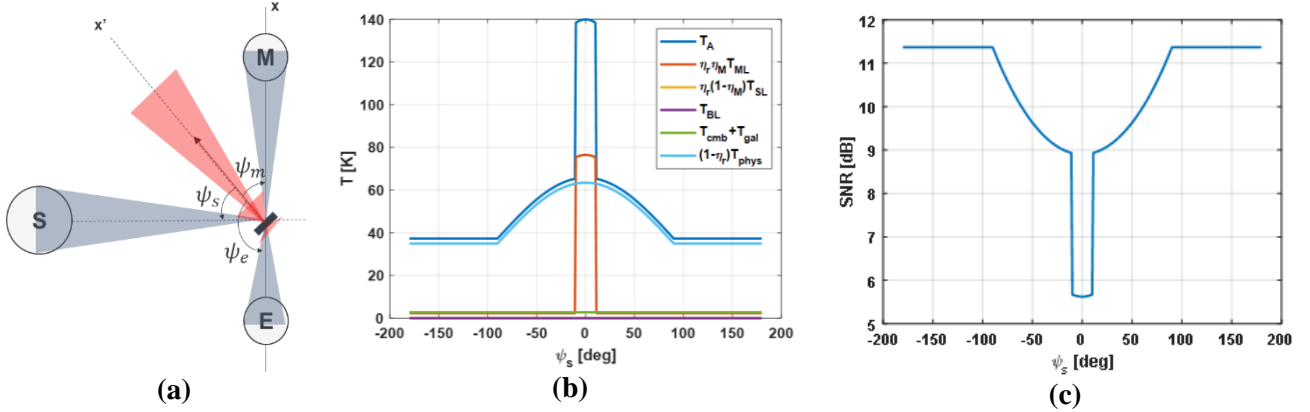 x'
x
M
S
E
ψm
ψs
ψe
(a)
T [K]
140
120
100
80
60
40
20
0
-200
-150
-100
-50
0
50
100
150
200
ψs [deg]
TA
ηrηMTML
ηr(1-ηM)TSL
TBL
Tcmb+Tgal
(1-ηr)Tphys
(b)
SNR [dB]
12
11
10
9
8
7
6
5
-200
-150
-100
-50
0
50
100
150
200
ψs [deg]
(c)